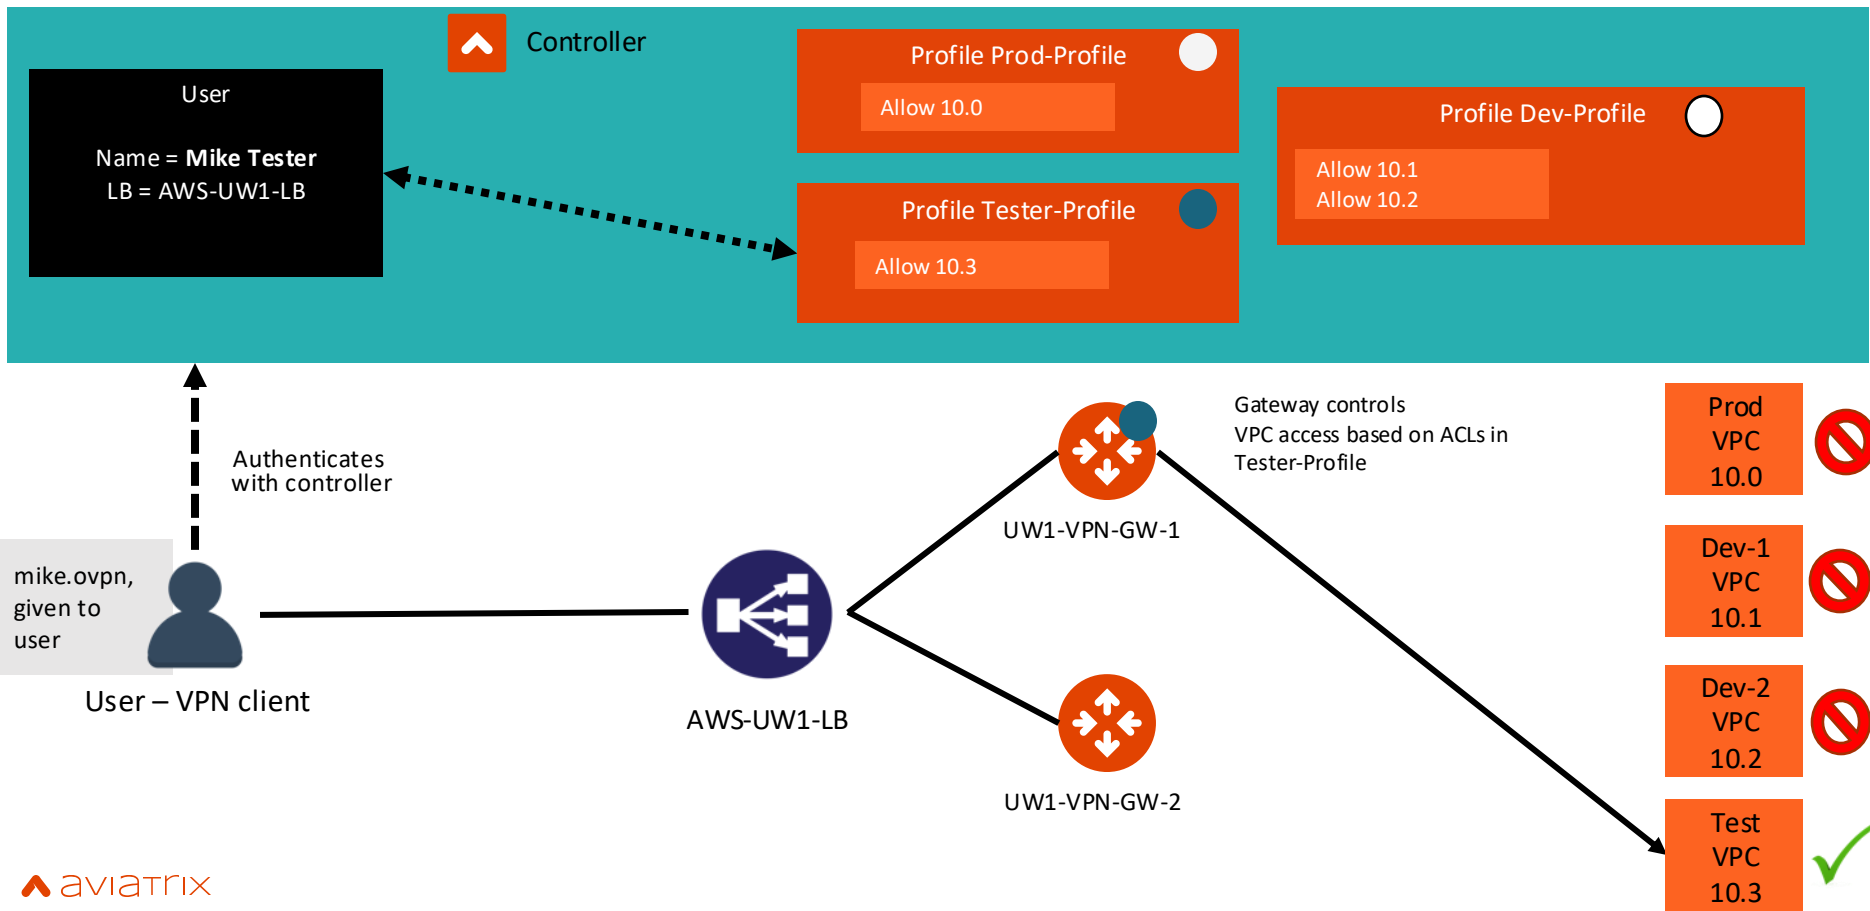 Controller
User
Name = Mike Tester
LB = AWS-UW1-LB
Profile Prod-Profile
Allow 10.0
Profile Tester-Profile
Allow 10.3
Profile Dev-Profile
Allow 10.1
Allow 10.2
Authenticates
with controller
mike.ovpn,
given to
user
User – VPN client
AWS-UW1-LB
UW1-VPN-GW-1
UW1-VPN-GW-2
Gateway controls
VPC access based on ACLs in
Tester-Profile
Prod
VPC
10.0
Dev-1
VPC
10.1
Dev-2
VPC
10.2
Test
VPC
10.3
aviatrix